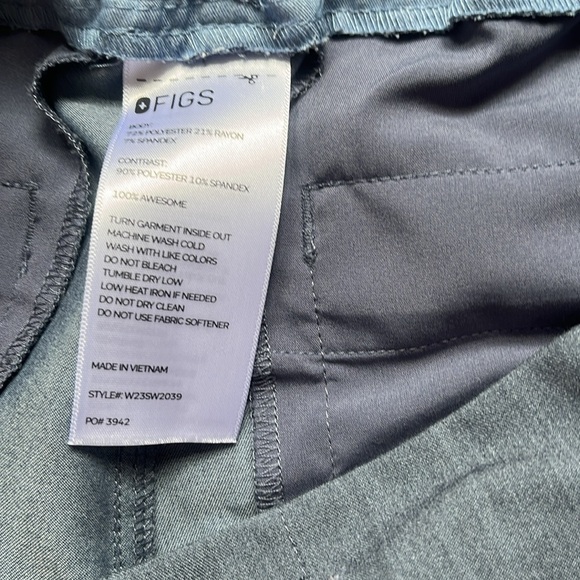 FIGS
BODY:
72% POLYESTER 21% RAYON
7% SPANDEX
CONTRAST:
90% POLYESTER 10% SPANDEX
100% AWESOME
TURN GARMENT INSIDE OUT
MACHINE WASH COLD
WASH WITH LIKE COLORS
DO NOT BLEACH
TUMBLE DRY LOW
LOW HEAT IRON IF NEEDED
DO NOT DRY CLEAN
DO NOT USE FABRIC SOFTENER
MADE IN VIETNAM
STYLE#: W23SW2039
PO# 3942